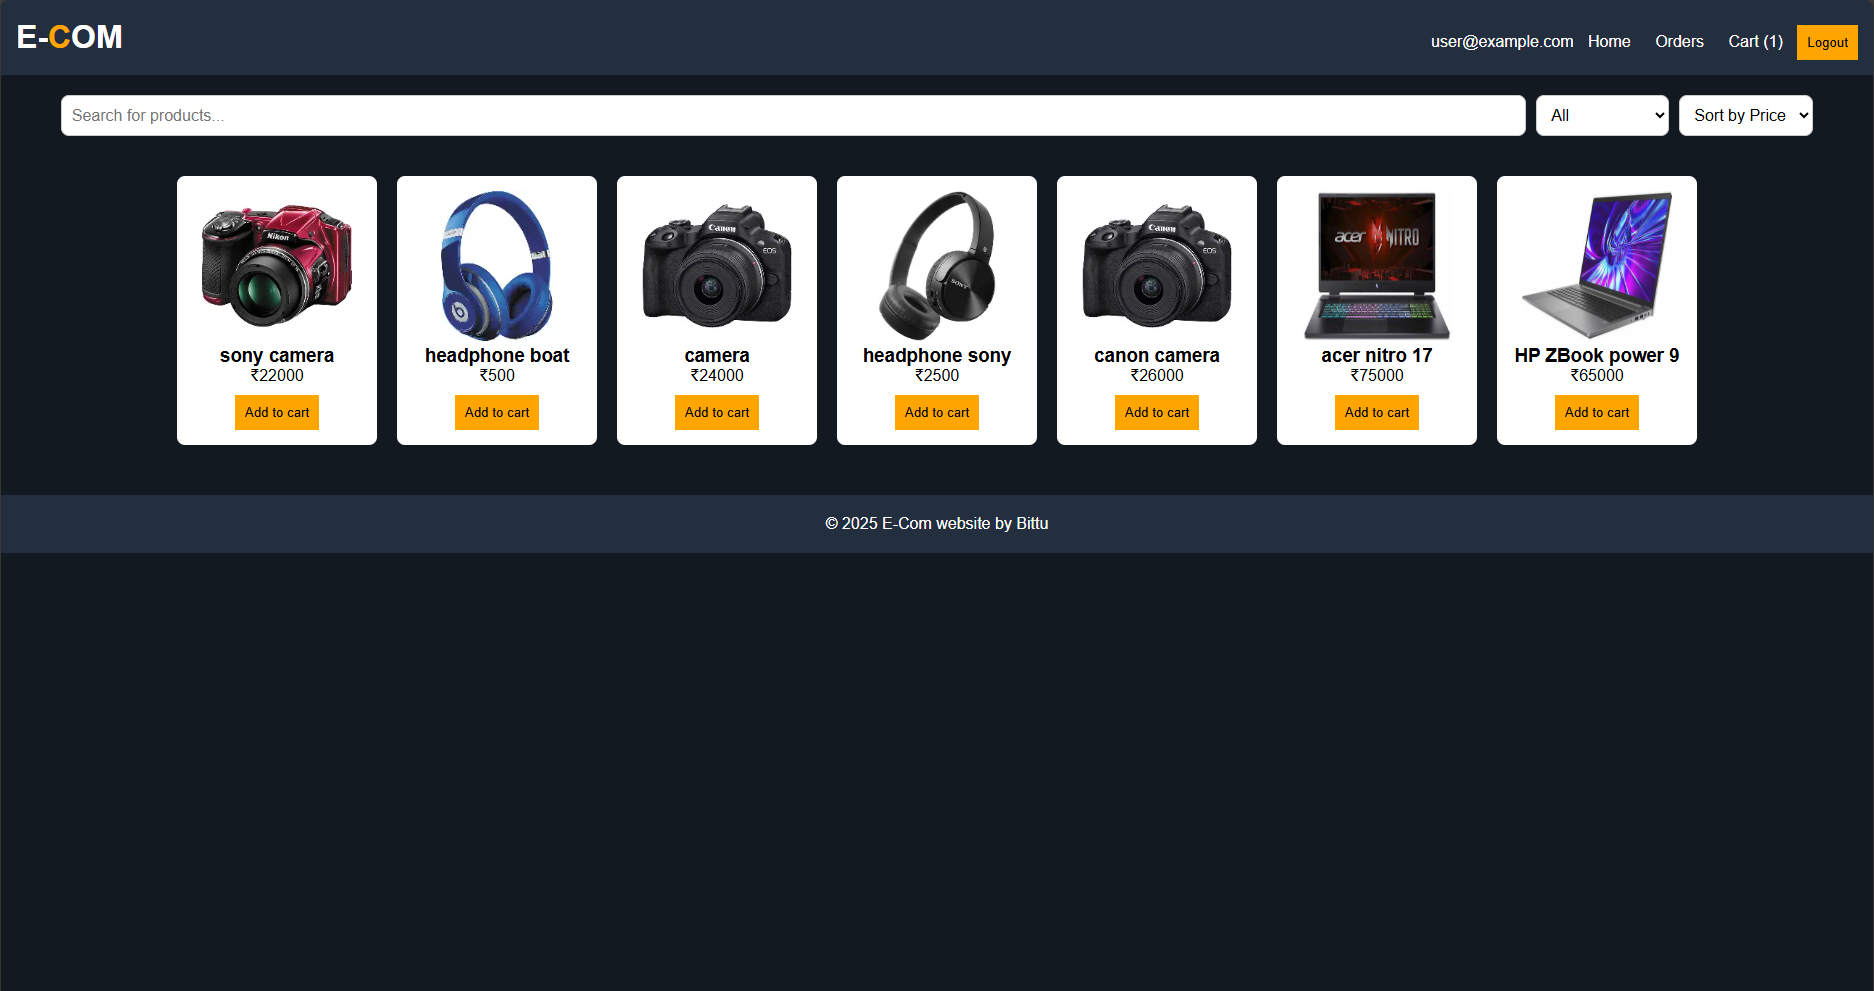 E-COM
user@example.com Home Orders Cart (1) Logout
Search for products... All Sort by Price
Nikon
Canon
EOS
SONY
Canon
EOS
acer NITRO
sony camera
₹22000
Add to cart
headphone boat
₹500
Add to cart
camera
₹24000
Add to cart
headphone sony
₹2500
Add to cart
canon camera
₹26000
Add to cart
acer nitro 17
₹75000
Add to cart
HP ZBook power 9
₹65000
Add to cart
© 2025 E-Com website by Bittu